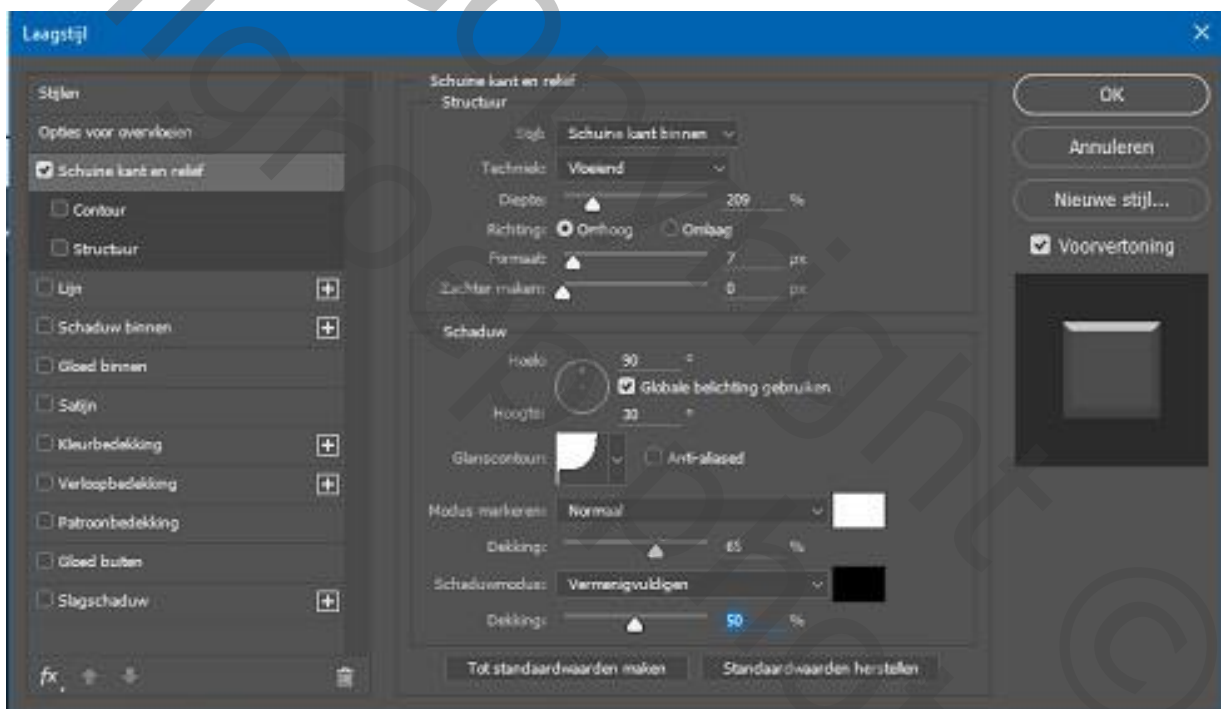 Laagstijl
Stijlen
Opties voor overvloeien
Schuine kant en reliëf
Contour
Structuur
Lijn
Schaduw binnen
Gloed binnen
Satijn
Kleurbedekking
Verloopbedekking
Patroonbedekking
Gloed buiten
Slagschaduw
fx
Schuine kant en reliëf
Structuur
Stijl: Schuine kant binnen
Techniek: Vloeiend
Diepte: 209 %
Richting: Omhoog Omlaag
Formaat: 7 px
Zachter maken: 0 px
Schaduw
Hoek: 90 °
Globale belichting gebruiken
Hoogte: 30 °
Glanscontour: Anti-aliased
Modus markeren: Normaal
Dekking: 65 %
Schaduwmodus: Vermenigvuldigen
Dekking: 50 %
Tot standaardwaarden maken Standaardwaarden herstellen
OK
Annuleren
Nieuwe stijl...
Voorvertoning